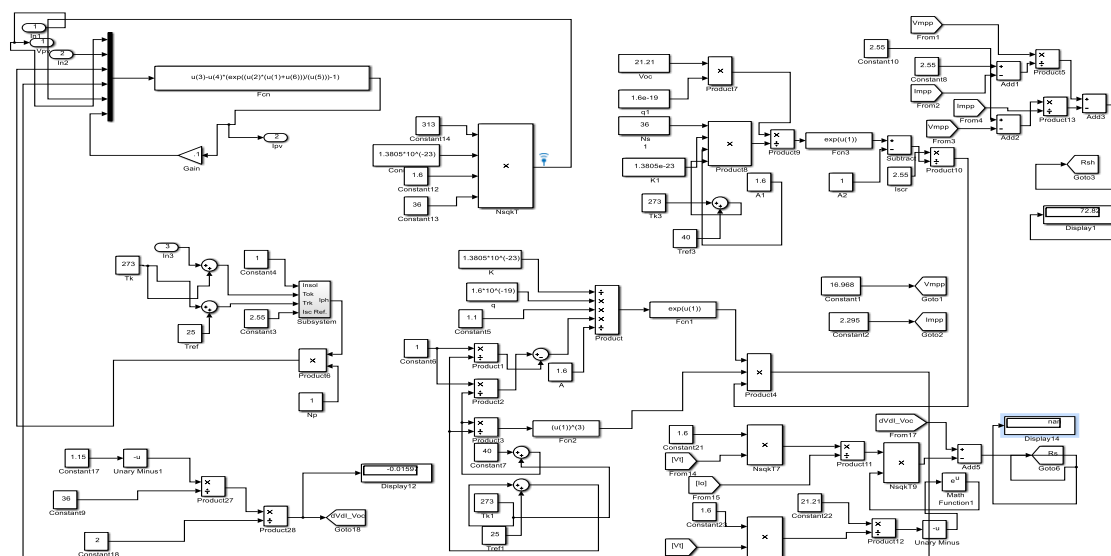 1
In1
1
Vpv
2
In2
u(3)-u(4)*(exp((u(2)*(u(1)+u(6)))/(u(5)))-1)
Fcn
Gain
2
Ipv
313
Constant14
1.3805*10^(-23)
1.6
Constant12
36
Constant13
×
NsqkT
21.21
Voc
1.6e-19
q1
×
Product7
36
Ns
1
1.3805e-23
K1
×
Product8
273
Tk3
40
Tref3
1.6
A1
×
÷
Product9
exp(u(1))
Fcn3
1
A2
Subtract
2.55
Iscr
×
÷
Product10
Vmpp
From1
2.55
Constant10
2.55
Constant8
Impp
From2
Add1
×
÷
Product5
Impp
From4
Vmpp
From3
Add2
×
÷
Product13
Add3
Rsh
Goto3
72.82
Display1
3
In3
273
Tk
25
Tref
1
Constant4
2.55
Constant3
Insol
Tok
Trk
Isc Ref.
Iph
Subsystem
×
Product6
1
Np
1.3805*10^(-23)
K
1.6*10^(-19)
q
1.1
Constant5
1
Constant6
×
÷
Product1
×
÷
Product2
×
÷
Product3
1.6
A
÷
×
×
×
÷
Product
exp(u(1))
Fcn1
×
Product4
(u(1))^(3)
Fcn2
40
Constant7
273
Tk1
25
Tref1
16.968
Constant1
Vmpp
Goto1
2.295
Constant2
Impp
Goto2
1.15
Constant17
-u
Unary Minus1
36
Constant9
×
÷
Product27
2
Constant18
×
÷
Product28
-0.01597
Display12
dVdI_Voc
Goto18
1.6
Constant21
[Vt]
From14
×
NsqkT7
[Io]
From15
1.6
[Vt]
×
×
÷
Product11
×
NsqkT9
21.21
Constant22
×
÷
Product12
-u
Unary Minus
e^u
Math
Function1
dVdI_Voc
From17
Add5
nan
Display14
Rs
Goto6